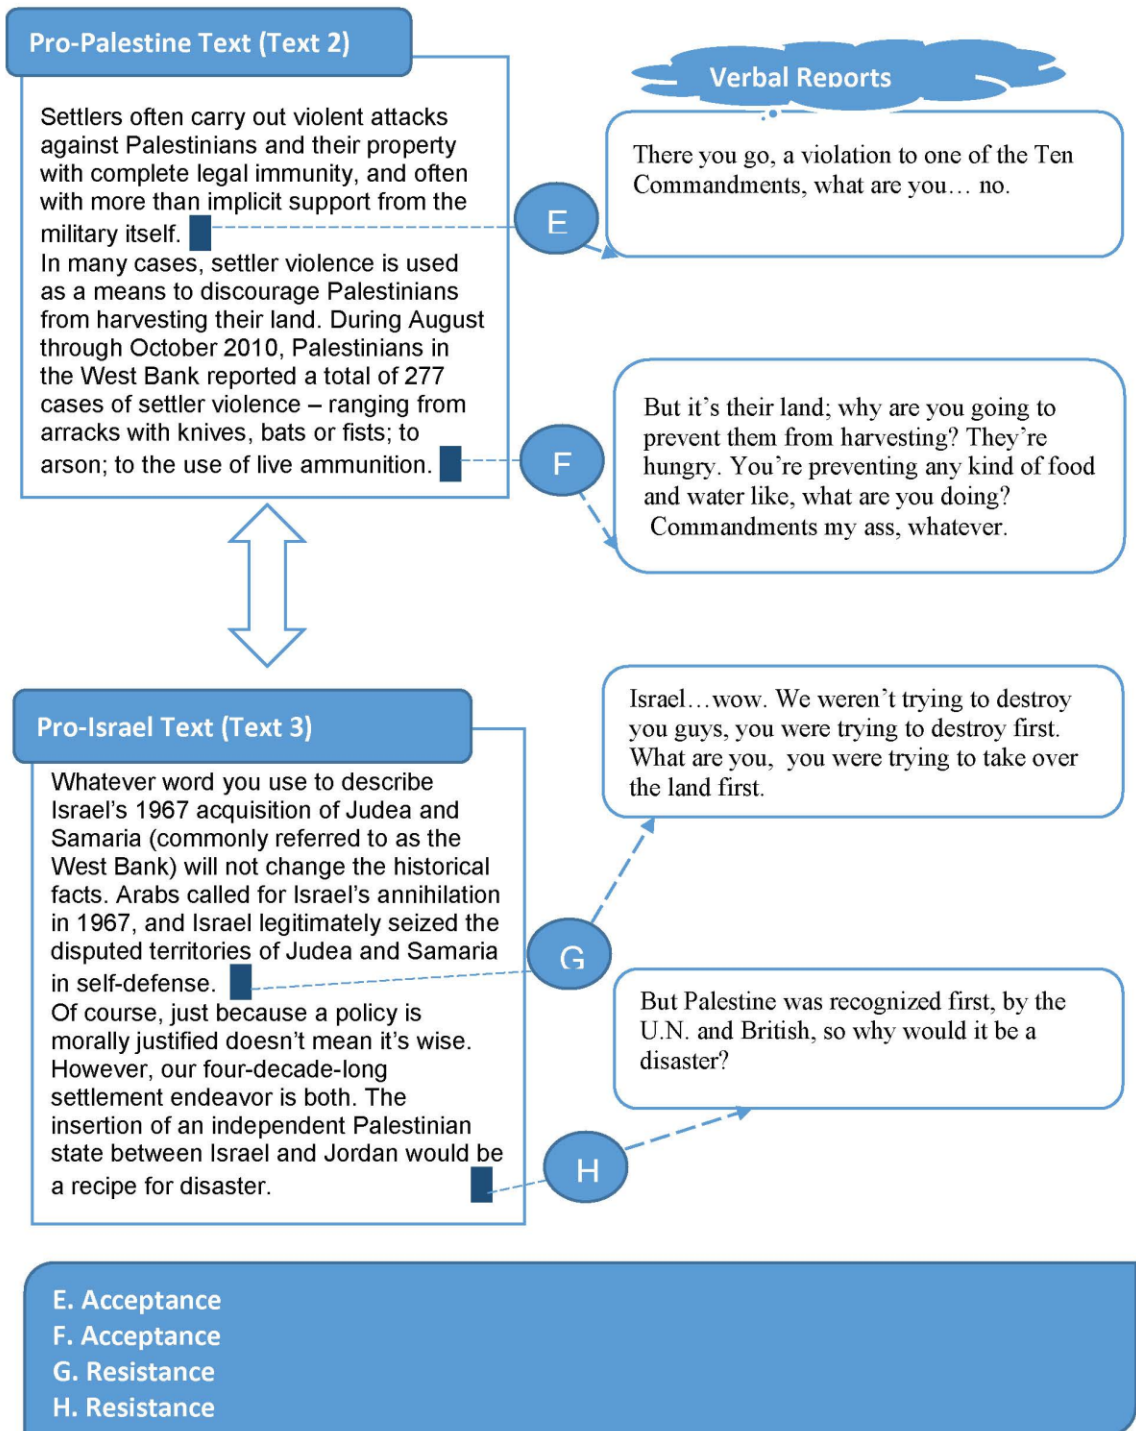 Pro-Palestine Text (Text 2)
Settlers often carry out violent attacks
against Palestinians and their property
with complete legal immunity, and often
with more than implicit support from the
military itself.
In many cases, settler violence is used
as a means to discourage Palestinians
from harvesting their land. During August
through October 2010, Palestinians in
the West Bank reported a total of 277
cases of settler violence – ranging from
arracks with knives, bats or fists; to
arson; to the use of live ammunition.
Verbal Reports
E
There you go, a violation to one of the Ten
Commandments, what are you… no.
F
But it’s their land; why are you going to
prevent them from harvesting? They’re
hungry. You’re preventing any kind of food
and water like, what are you doing?
Commandments my ass, whatever.
Pro-Israel Text (Text 3)
Whatever word you use to describe
Israel’s 1967 acquisition of Judea and
Samaria (commonly referred to as the
West Bank) will not change the historical
facts. Arabs called for Israel’s annihilation
in 1967, and Israel legitimately seized the
disputed territories of Judea and Samaria
in self-defense.
Of course, just because a policy is
morally justified doesn’t mean it’s wise.
However, our four-decade-long
settlement endeavor is both. The
insertion of an independent Palestinian
state between Israel and Jordan would be
a recipe for disaster.
G
Israel…wow. We weren’t trying to destroy
you guys, you were trying to destroy first.
What are you, you were trying to take over
the land first.
H
But Palestine was recognized first, by the
U.N. and British, so why would it be a
disaster?
E. Acceptance
F. Acceptance
G. Resistance
H. Resistance